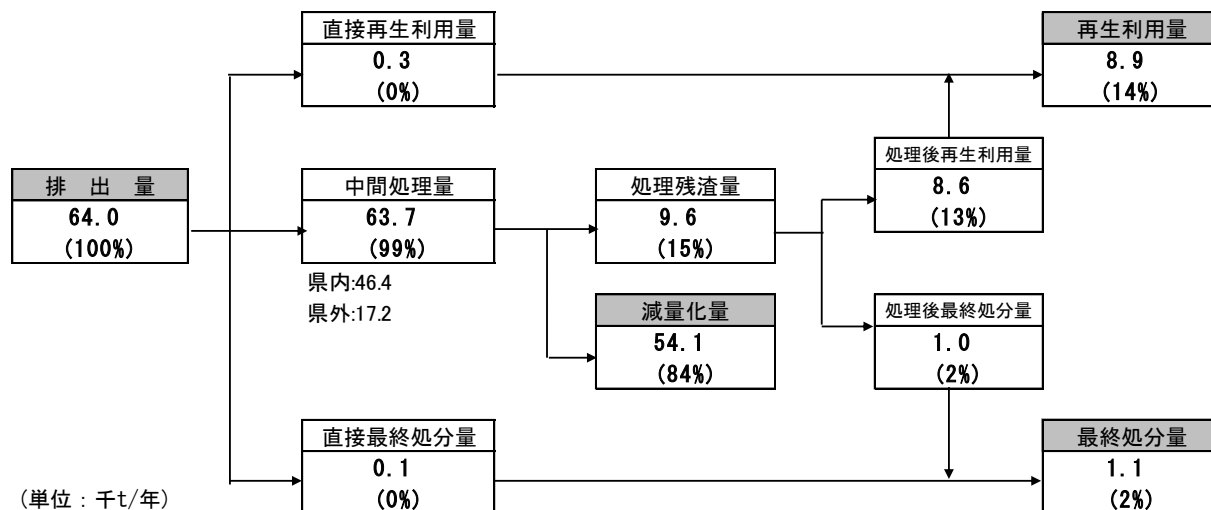 直接再生利用量
0.3
(0%)
再生利用量
8.9
(14%)
処理後再生利用量
8.6
(13%)
排 出 量
64.0
(100%)
中間処理量
63.7
(99%)
県内:46.4
県外:17.2
処理残渣量
9.6
(15%)
減量化量
54.1
(84%)
処理後最終処分量
1.0
(2%)
直接最終処分量
0.1
(0%)
最終処分量
1.1
(2%)
(単位：千t/年)